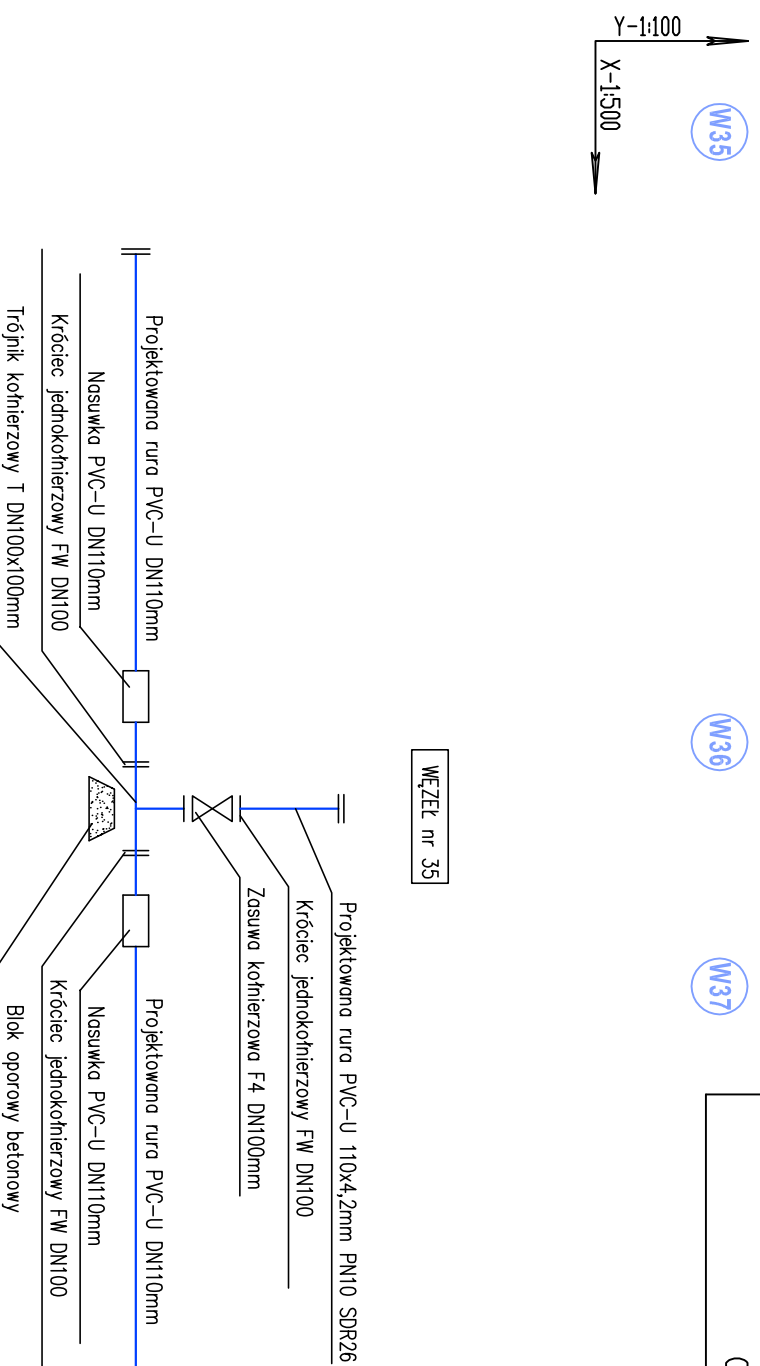 Y-1:100
X-1:500
W35
W36
W37
WĘZEŁ nr 35
Projektowana rura PVC-U 110x4,2mm PN10 SDR26
Króciec jednokołnierzowy FW DN100
Zasuwa kołnierzowa F4 DN100mm
Projektowana rura PVC-U DN110mm
Nasuwka PVC-U DN110mm
Króciec jednokołnierzowy FW DN100
Trójnik kołnierzowy T DN100x100mm
Projektowana rura PVC-U DN110mm
Nasuwka PVC-U DN110mm
Króciec jednokołnierzowy FW DN100
Blok oporowy betonowy